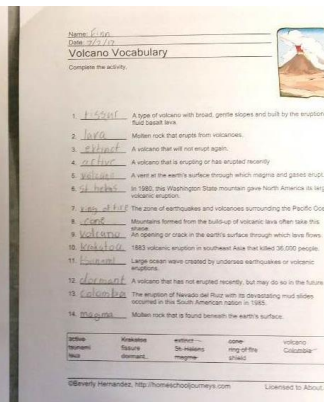 Name:
Date:
Volcano Vocabulary
Complete the activity.
1. fissur A type of volcano with broad, gentle slopes and built by the eruption
fluid basalt lava.
2. lava Molten rock that erupts from volcanoes.
3. extinct A volcano that will not erupt again.
4. active A volcano that is erupting or has erupted recently
5. A vent at the earth's surface through which magma and gases erupt.
6. St. helens In 1980, this Washington State mountain gave North America its
volcanic eruption.
7. ring of fire The zone of earthquakes and volcanoes surrounding the Pacific
8. cone Mountains formed from the build-up of volcanic lava often take this
shape.
9. volcano An opening or crack in the earth's surface through which lava flows.
10. krakatoa 1883 volcanic eruption in southeast Asia that killed 36,000 people.
11. tsunami Large ocean wave created by undersea earthquakes or volcanic
eruptions.
12. dormant A volcano that has not erupted recently, but may do so in the future
13. Colombia The eruption of Nevado del Ruiz with its devastating mud slides
occurred in this South American nation in 1985.
14. magma Molten rock that is found beneath the earth's surface.
active Krakatoa extinct cone volcano
tsunami fissure St. Helens ring of fire Columbia
lava dormant magma shield
©Beverly Hernandez, http://homeschooljourneys.com Licensed to About.